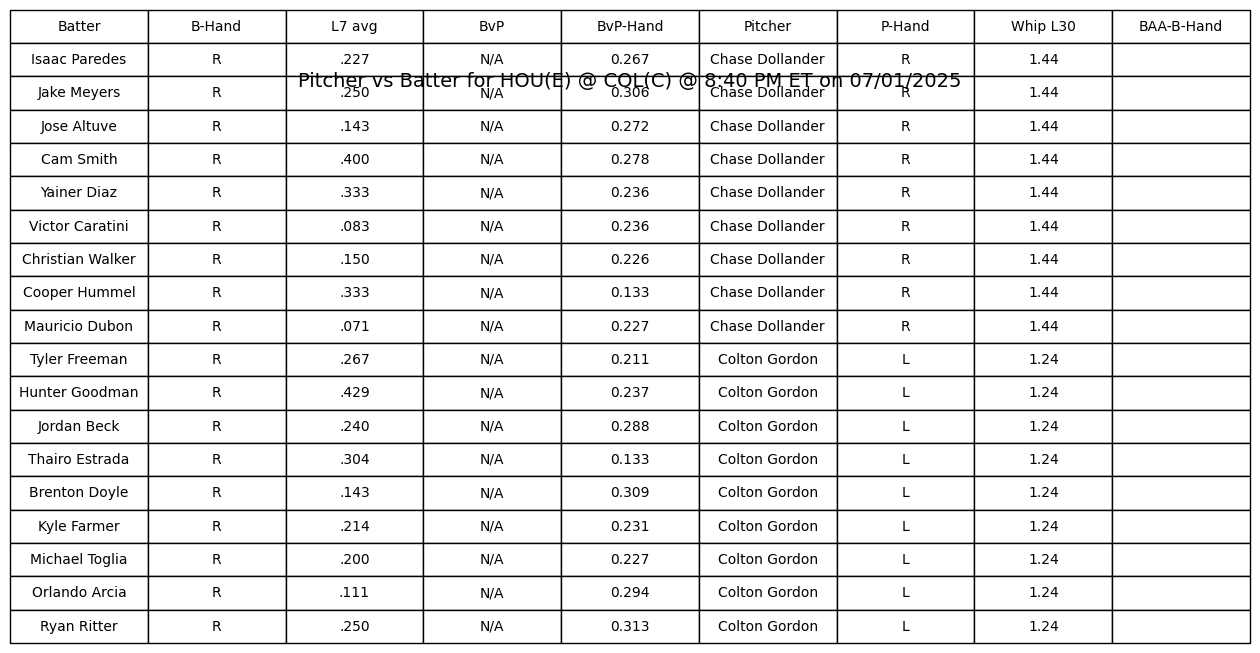 Batter B-Hand L7 avg BvP BvP-Hand Pitcher P-Hand Whip L30 BAA-B-Hand
Isaac Paredes R .227 N/A 0.267 Chase Dollander R 1.44
Pitcher vs Batter for HOU(E) @ COL(C) @ 8:40 PM ET on 07/01/2025
Jake Meyers R .250 N/A 0.306 Chase Dollander R 1.44
Jose Altuve R .143 N/A 0.272 Chase Dollander R 1.44
Cam Smith R .400 N/A 0.278 Chase Dollander R 1.44
Yainer Diaz R .333 N/A 0.236 Chase Dollander R 1.44
Victor Caratini R .083 N/A 0.236 Chase Dollander R 1.44
Christian Walker R .150 N/A 0.226 Chase Dollander R 1.44
Cooper Hummel R .333 N/A 0.133 Chase Dollander R 1.44
Mauricio Dubon R .071 N/A 0.227 Chase Dollander R 1.44
Tyler Freeman R .267 N/A 0.211 Colton Gordon L 1.24
Hunter Goodman R .429 N/A 0.237 Colton Gordon L 1.24
Jordan Beck R .240 N/A 0.288 Colton Gordon L 1.24
Thairo Estrada R .304 N/A 0.133 Colton Gordon L 1.24
Brenton Doyle R .143 N/A 0.309 Colton Gordon L 1.24
Kyle Farmer R .214 N/A 0.231 Colton Gordon L 1.24
Michael Toglia R .200 N/A 0.227 Colton Gordon L 1.24
Orlando Arcia R .111 N/A 0.294 Colton Gordon L 1.24
Ryan Ritter R .250 N/A 0.313 Colton Gordon L 1.24